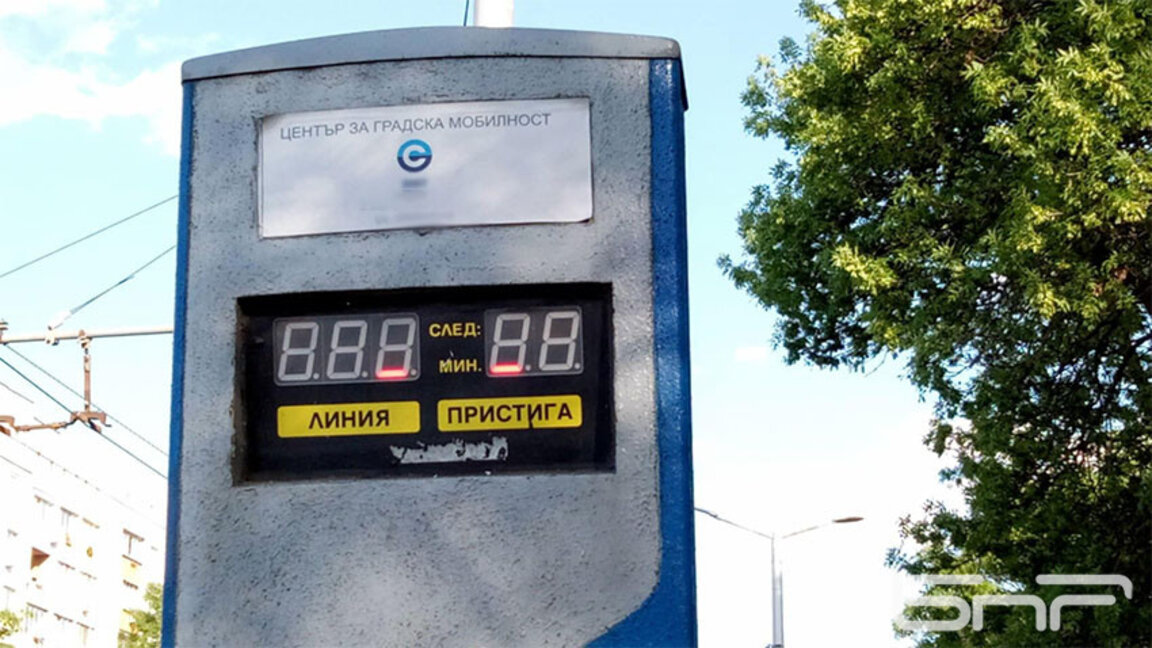 ЦЕНТЪР ЗА ГРАДСКА МОБИЛНОСТ
СЛЕД:
МИН.
ЛИНИЯ ПРИСТИГА
БНР